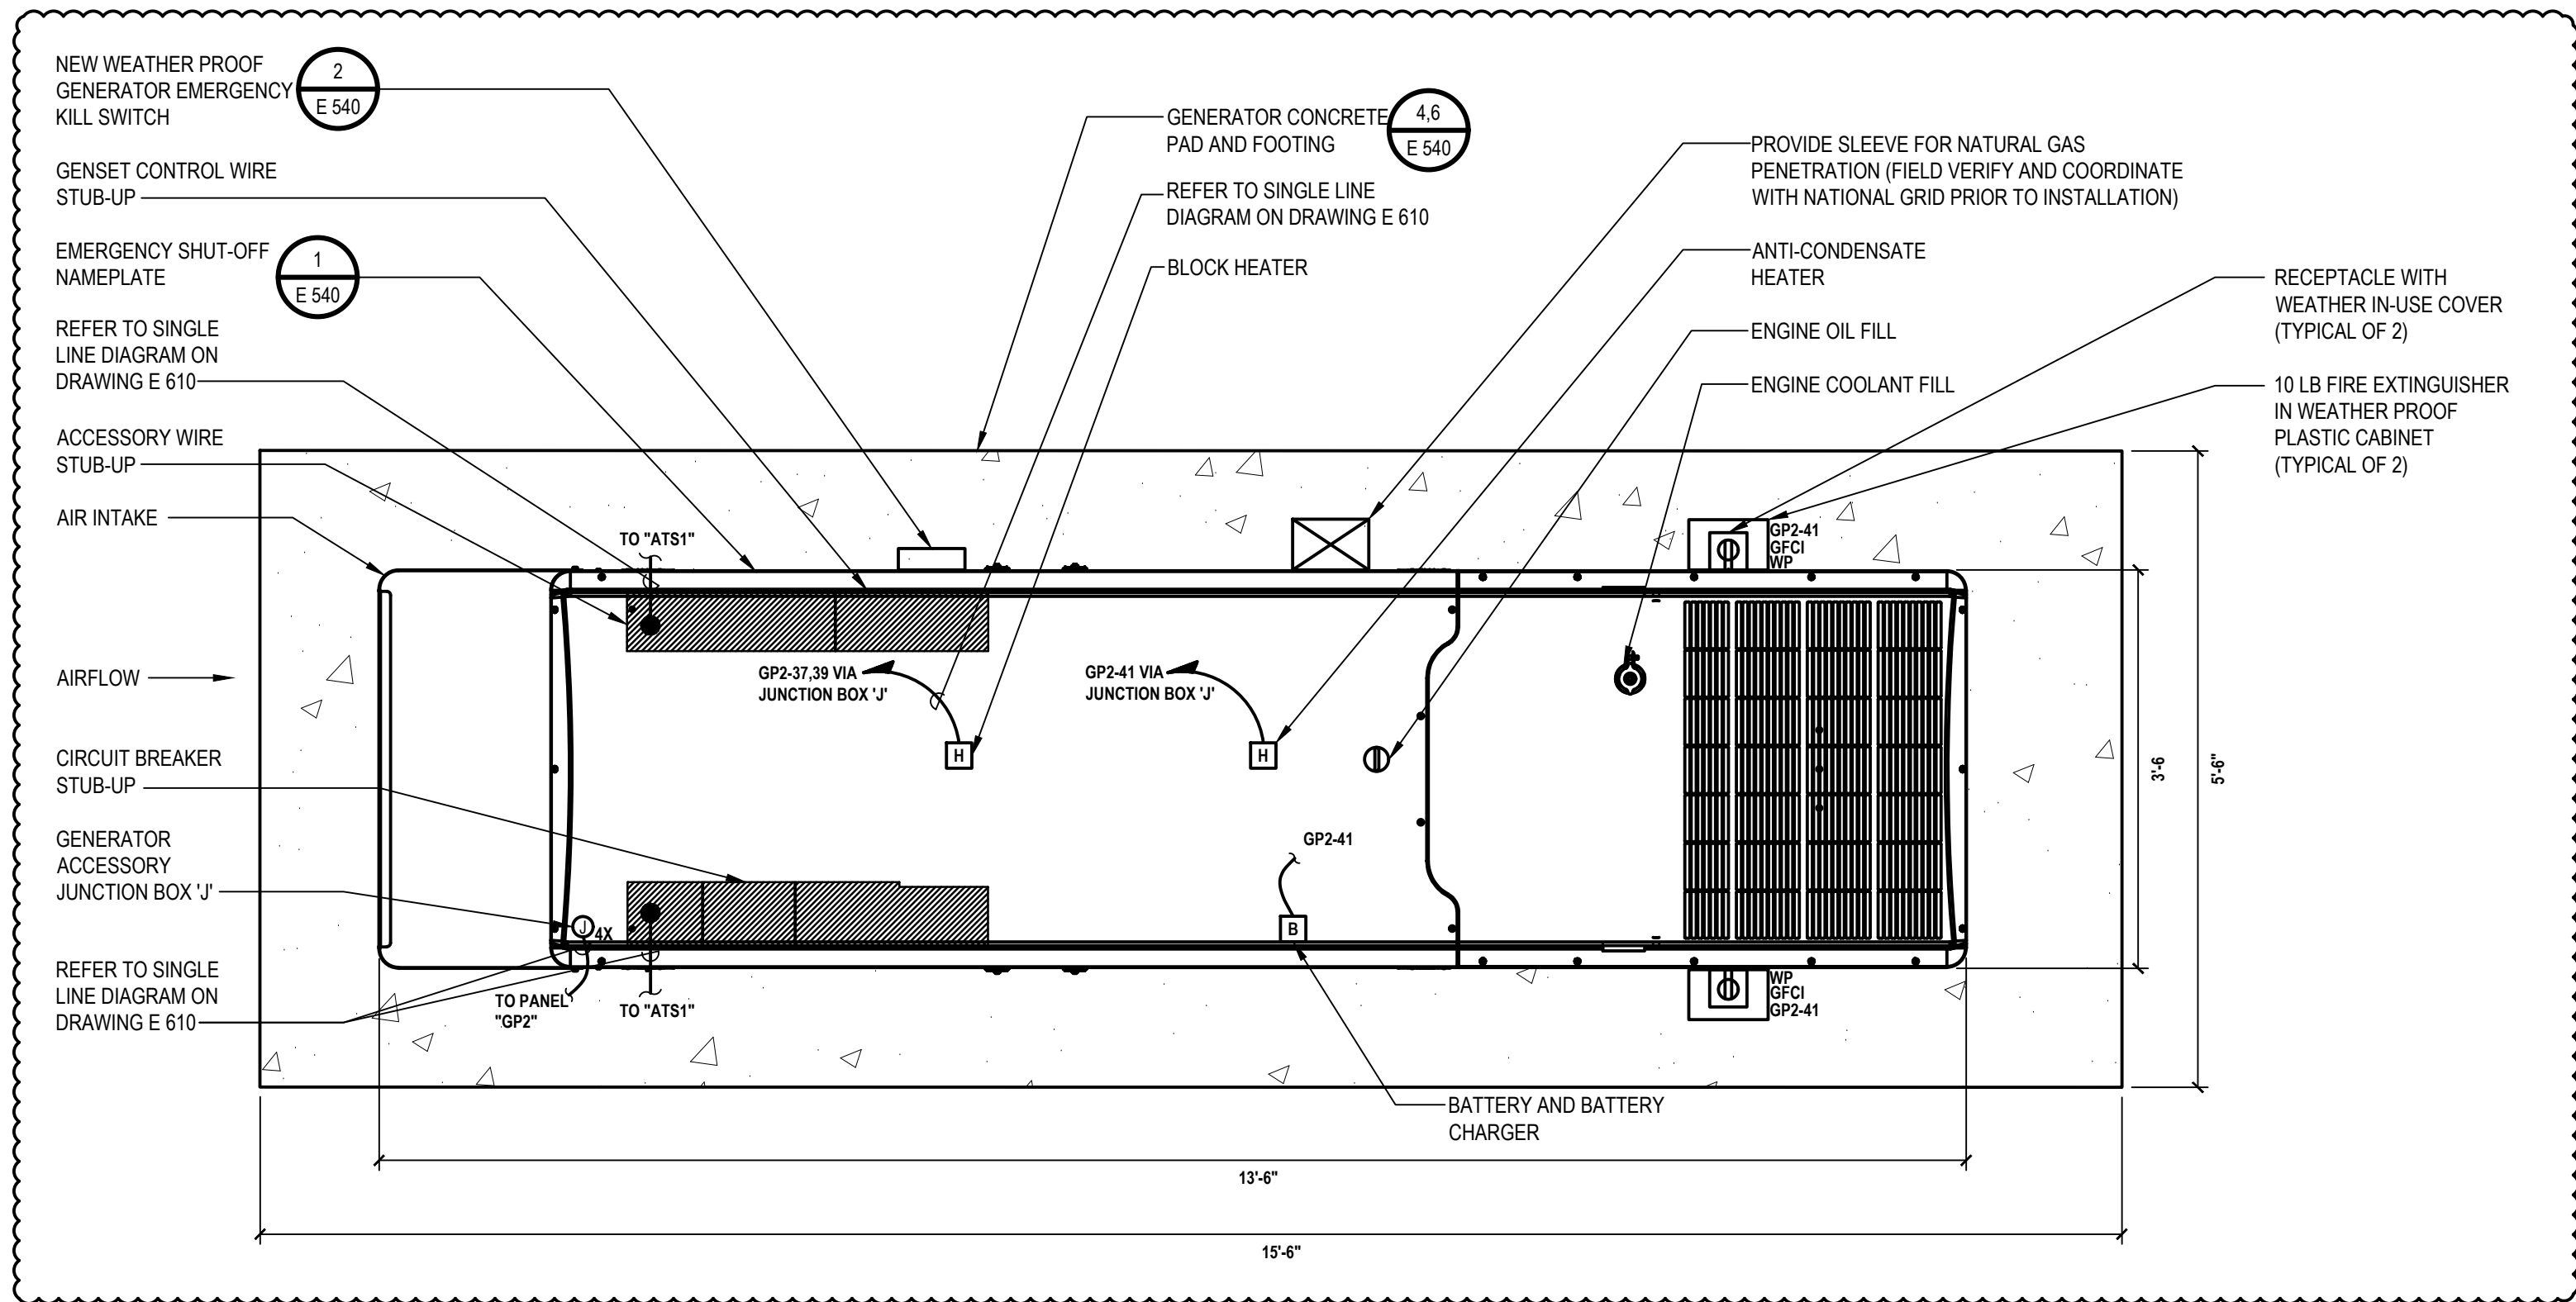 NEW WEATHER PROOF
GENERATOR EMERGENCY
KILL SWITCH
2
E 540
GENSET CONTROL WIRE
STUB-UP
EMERGENCY SHUT-OFF
NAMEPLATE
1
E 540
REFER TO SINGLE
LINE DIAGRAM ON
DRAWING E 610
ACCESSORY WIRE
STUB-UP
AIR INTAKE
AIRFLOW
CIRCUIT BREAKER
STUB-UP
GENERATOR
ACCESSORY
JUNCTION BOX 'J'
REFER TO SINGLE
LINE DIAGRAM ON
DRAWING E 610
GENERATOR CONCRETE
PAD AND FOOTING
4,6
E 540
REFER TO SINGLE LINE
DIAGRAM ON DRAWING E 610
BLOCK HEATER
PROVIDE SLEEVE FOR NATURAL GAS
PENETRATION (FIELD VERIFY AND COORDINATE
WITH NATIONAL GRID PRIOR TO INSTALLATION)
ANTI-CONDENSATE
HEATER
ENGINE OIL FILL
ENGINE COOLANT FILL
RECEPTACLE WITH
WEATHER IN-USE COVER
(TYPICAL OF 2)
10 LB FIRE EXTINGUISHER
IN WEATHER PROOF
PLASTIC CABINET
(TYPICAL OF 2)
TO "ATS1"
GP2-41
GFCI
WP
GP2-37,39 VIA
JUNCTION BOX 'J'
H
GP2-41 VIA
JUNCTION BOX 'J'
H
GP2-41
B
J
4X
TO PANEL
"GP2"
TO "ATS1"
WP
GFCI
GP2-41
3'-6
5'-6"
BATTERY AND BATTERY
CHARGER
13'-6"
15'-6"